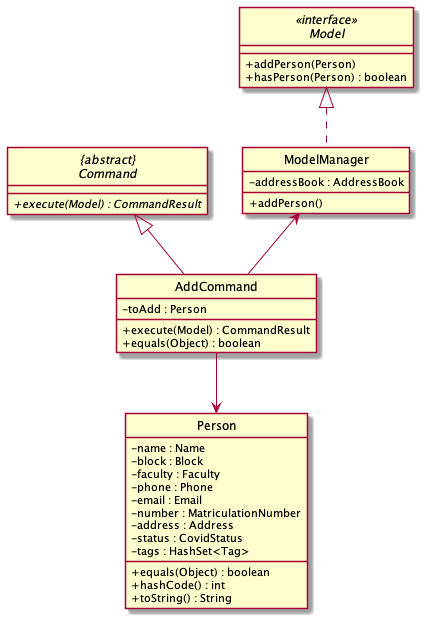 «interface»
Model
+addPerson(Person)
+hasPerson(Person) : boolean
{abstract}
Command
+execute(Model) : CommandResult
ModelManager
-addressBook : AddressBook
+addPerson()
AddCommand
-toAdd : Person
+execute(Model) : CommandResult
+equals(Object) : boolean
Person
-name : Name
-block : Block
-faculty : Faculty
-phone : Phone
-email : Email
-number : MatriculationNumber
-address : Address
-status : CovidStatus
-tags : HashSet<Tag>
+equals(Object) : boolean
+hashCode() : int
+toString() : String